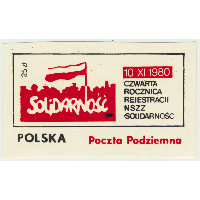 25 zł
SOLIDARNOŚĆ
10 XI 1980
CZWARTA
ROCZNICA
REJESTRACJI
NSZZ
SOLIDARNOŚĆ
POLSKA Poczta Podziemna